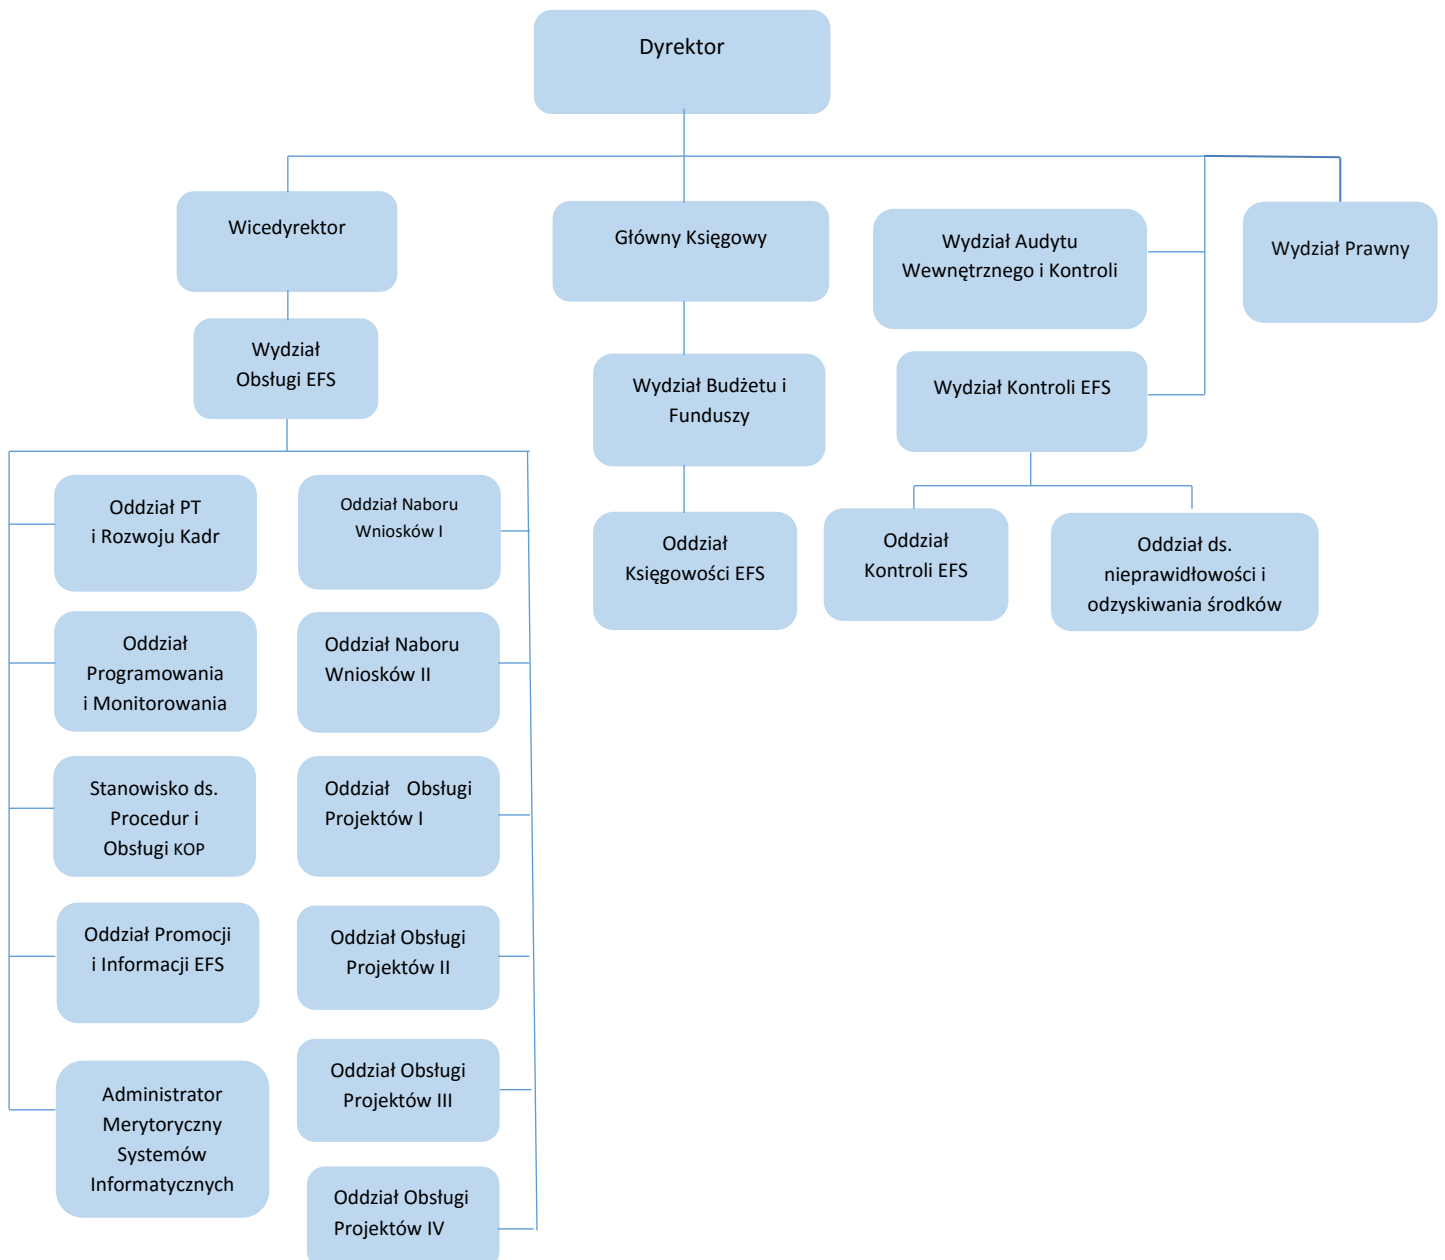 Dyrektor
Wicedyrektor
Główny Księgowy
Wydział Audytu
Wewnętrznego i Kontroli
Wydział Prawny
Wydział
Obsługi EFS
Wydział Budżetu i
Funduszy
Wydział Kontroli EFS
Oddział PT
i Rozwoju Kadr
Oddział Naboru
Wniosków I
Oddział
Księgowości EFS
Oddział
Kontroli EFS
Oddział ds.
nieprawidłowości i
odzyskiwania środków
Oddział
Programowania
i Monitorowania
Oddział Naboru
Wniosków II
Stanowisko ds.
Procedur i
Obsługi KOP
Oddział Obsługi
Projektów I
Oddział Promocji
i Informacji EFS
Oddział Obsługi
Projektów II
Administrator
Merytoryczny
Systemów
Informatycznych
Oddział Obsługi
Projektów III
Oddział Obsługi
Projektów IV